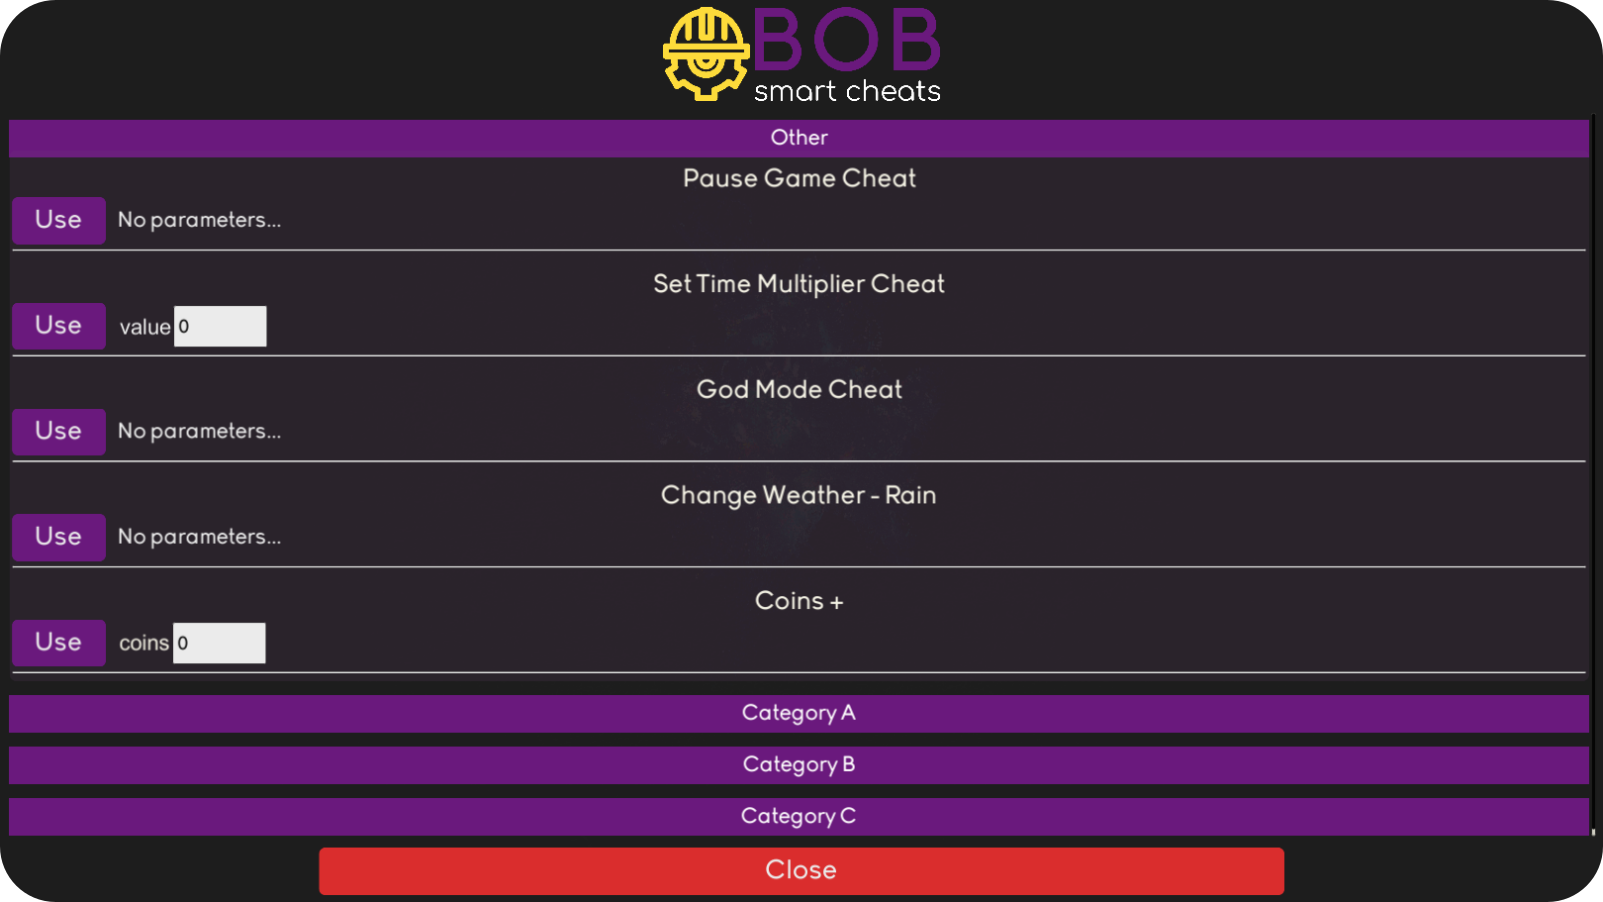 BOB
smart cheats
Other
Pause Game Cheat
Use No parameters...
Set Time Multiplier Cheat
Use value 0
God Mode Cheat
Use No parameters...
Change Weather - Rain
Use No parameters...
Coins +
Use coins 0
Category A
Category B
Category C
Close